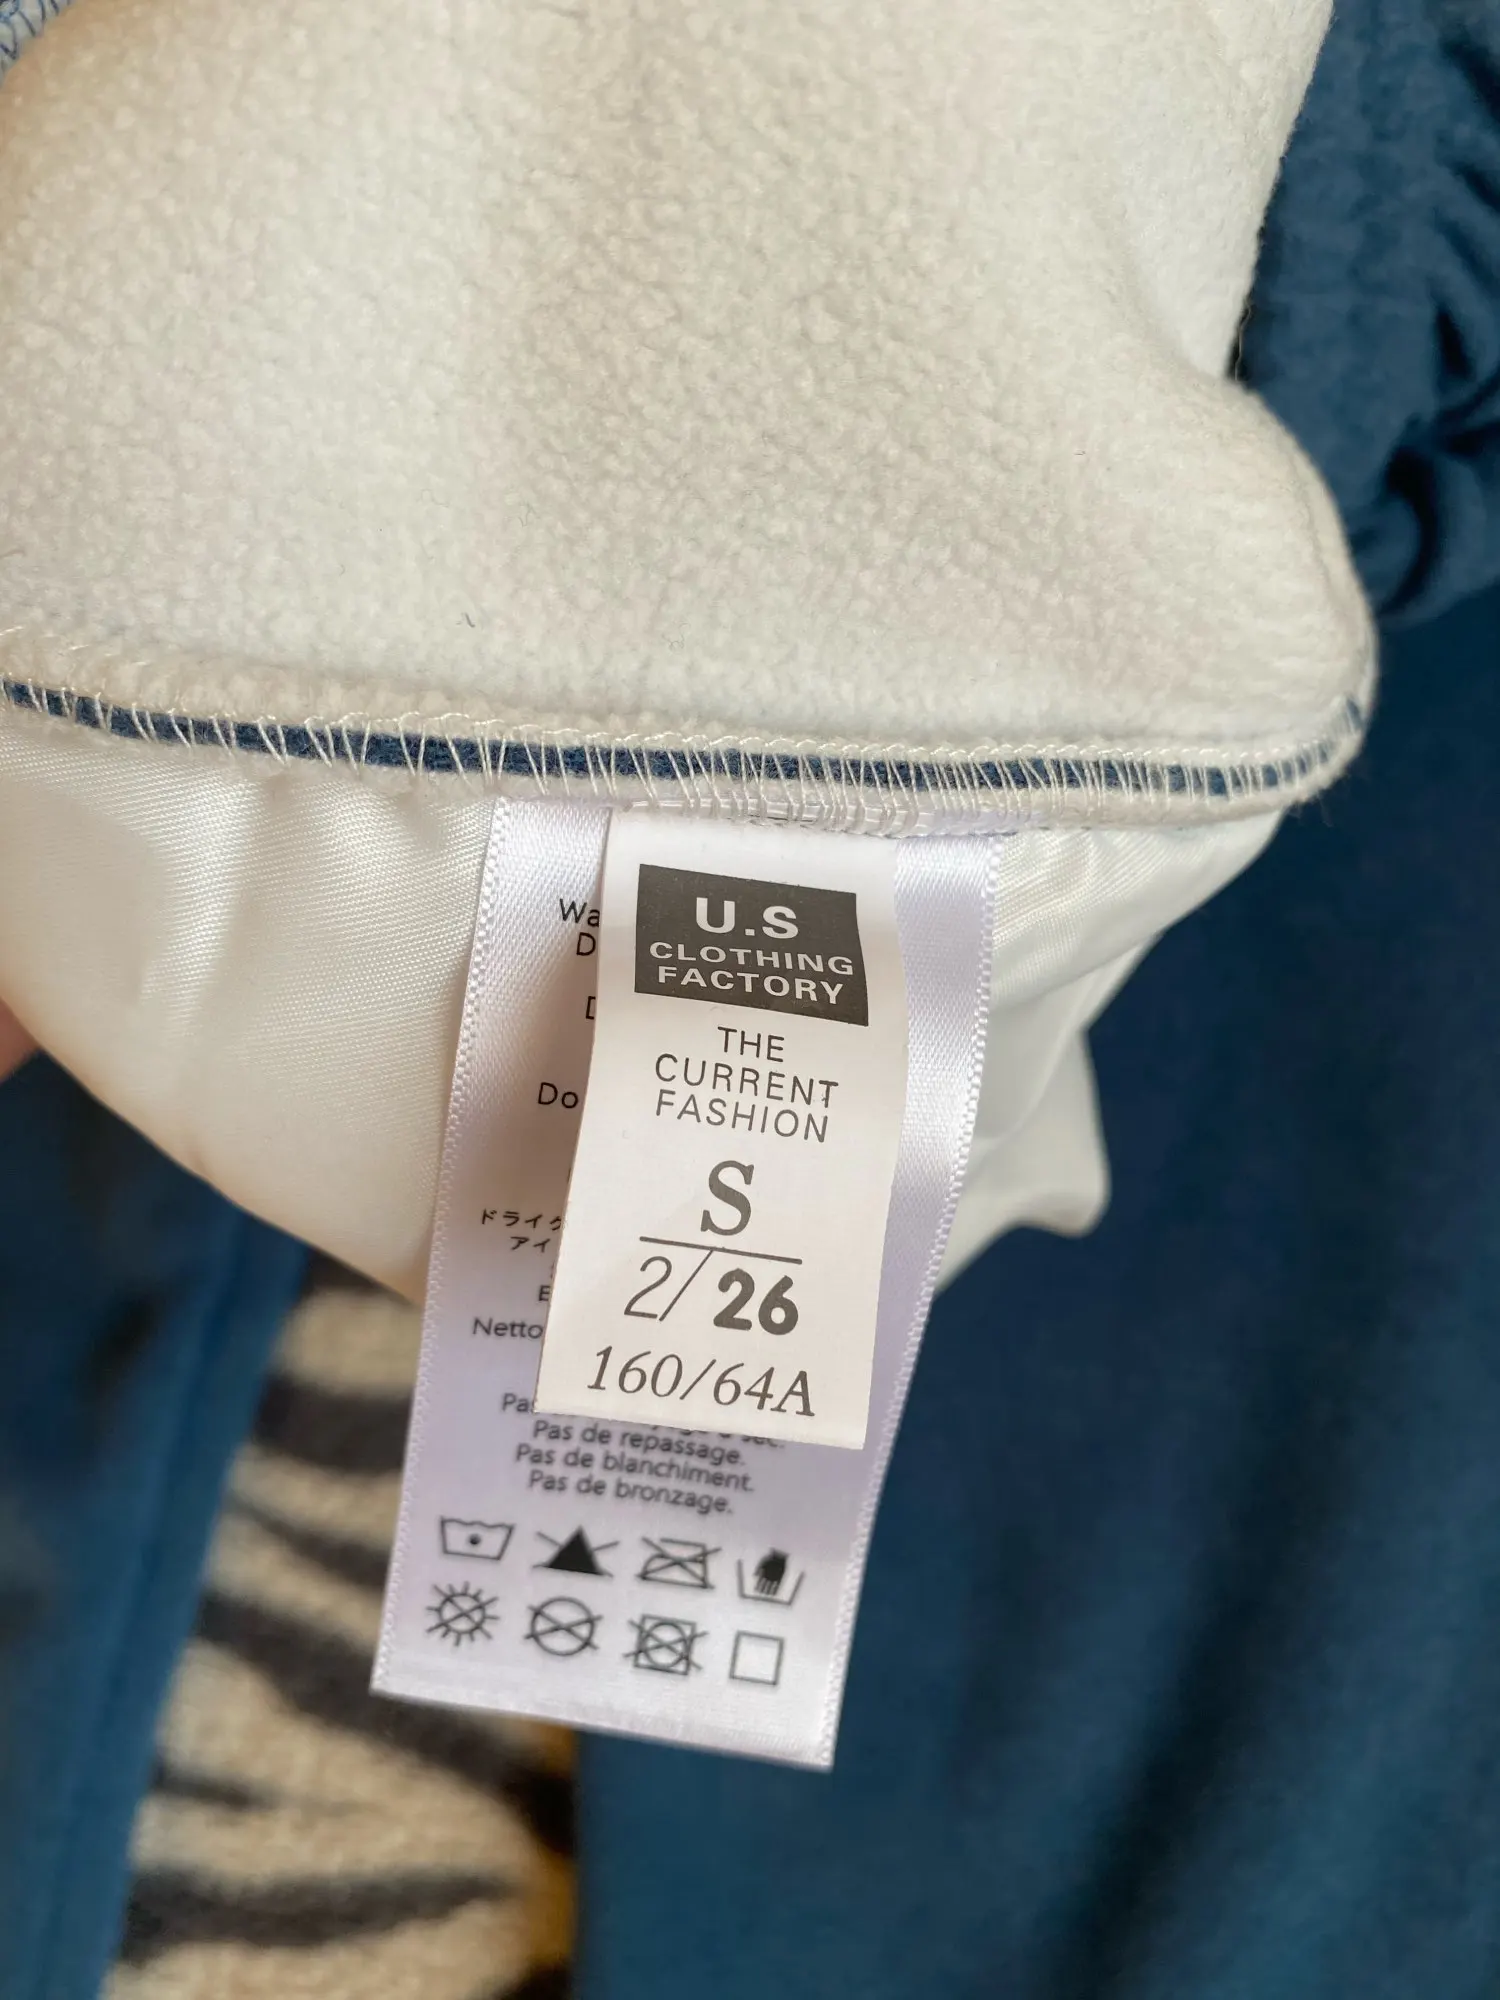 U.S
CLOTHING
FACTORY
THE
CURRENT
FASHION
S
2/26
160/64A
Pas de repassage.
Pas de blanchiment.
Pas de bronzage.